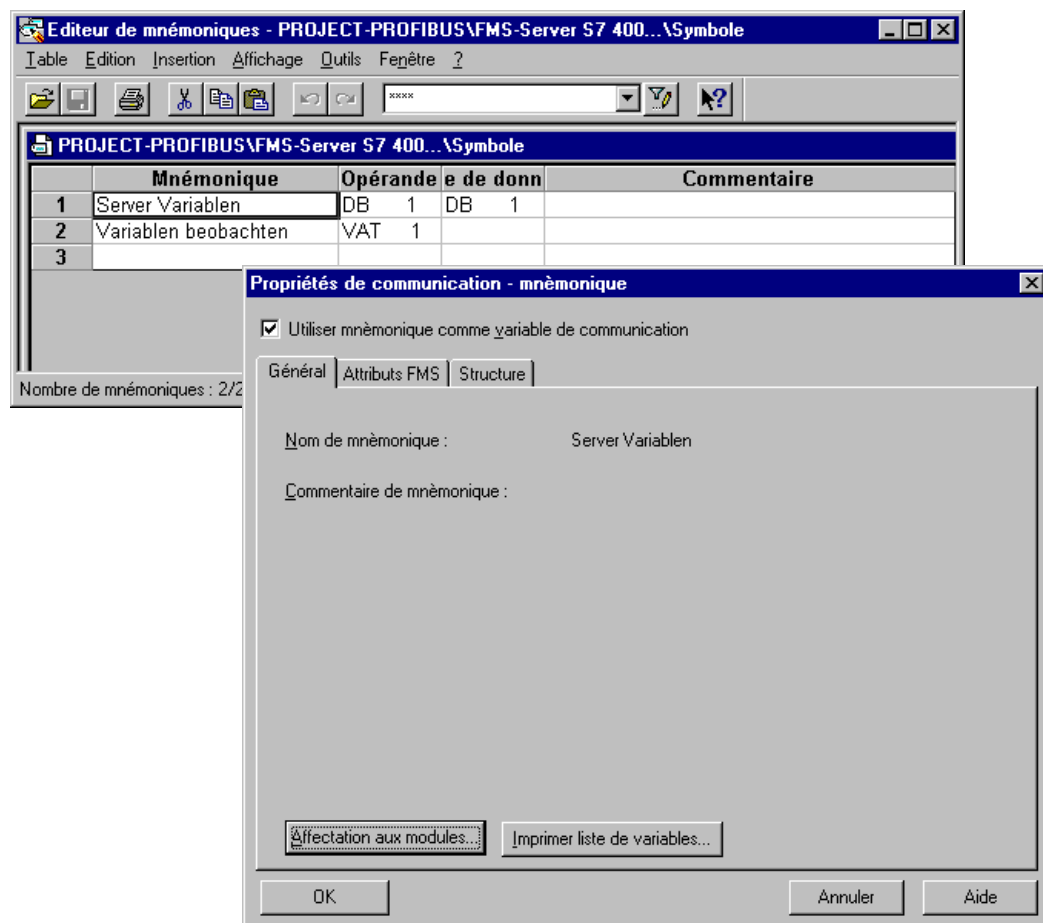 Editeur de mnémoniques - PROJECT-PROFIBUS\FMS-Server S7 400...\Symbole
Table Edition Insertion Affichage Outils Fenêtre ?
****
PROJECT-PROFIBUS\FMS-Server S7 400...\Symbole
Mnémonique Opérande e de donn Commentaire
1 Server Variablen DB 1 DB 1
2 Variablen beobachten VAT 1
3
Nombre de mnémoniques : 2/2
Propriétés de communication - mnèmonique
Utiliser mnèmonique comme variable de communication
Général Attributs FMS Structure
Nom de mnèmonique : Server Variablen
Commentaire de mnèmonique :
Affectation aux modules... Imprimer liste de variables...
OK Annuler Aide